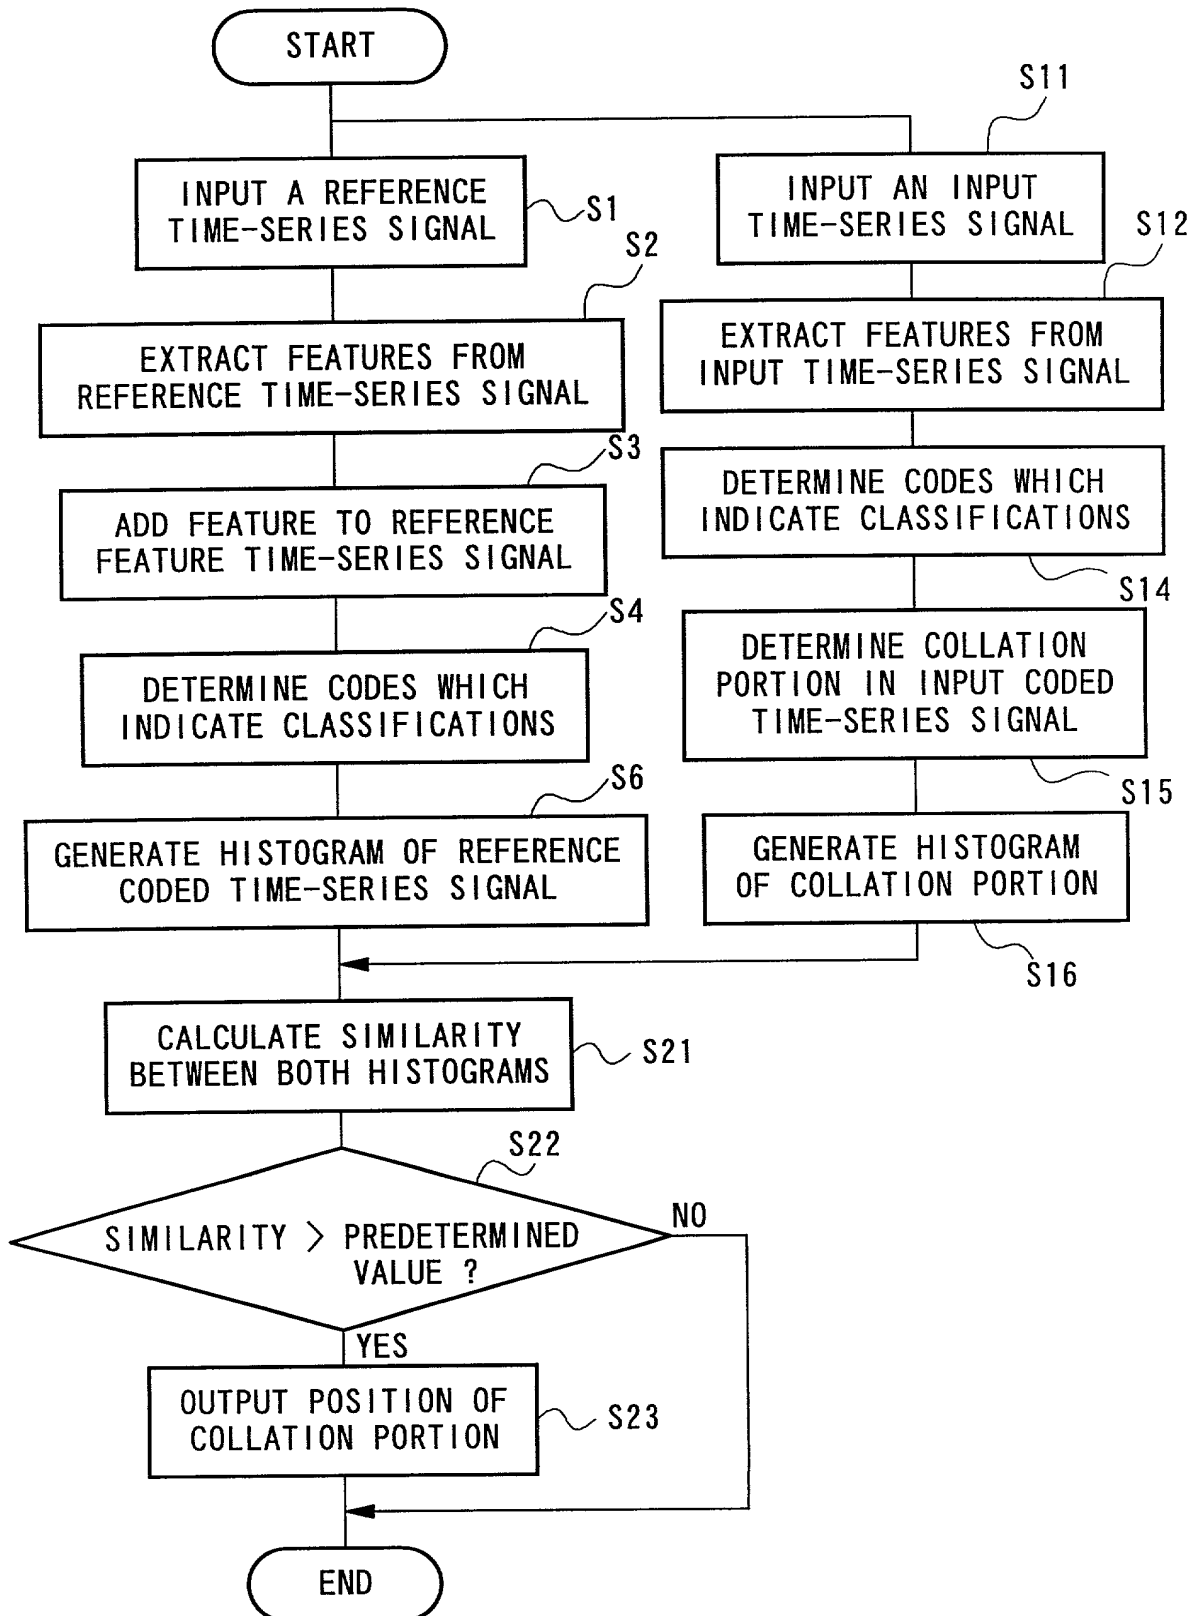 START
INPUT A REFERENCE
TIME-SERIES SIGNAL
S1
S2
EXTRACT FEATURES FROM
REFERENCE TIME-SERIES SIGNAL
S3
ADD FEATURE TO REFERENCE
FEATURE TIME-SERIES SIGNAL
S4
DETERMINE CODES WHICH
INDICATE CLASSIFICATIONS
S6
GENERATE HISTOGRAM OF REFERENCE
CODED TIME-SERIES SIGNAL
S11
INPUT AN INPUT
TIME-SERIES SIGNAL
S12
EXTRACT FEATURES FROM
INPUT TIME-SERIES SIGNAL
DETERMINE CODES WHICH
INDICATE CLASSIFICATIONS
S14
DETERMINE COLLATION
PORTION IN INPUT CODED
TIME-SERIES SIGNAL
S15
GENERATE HISTOGRAM
OF COLLATION PORTION
S16
CALCULATE SIMILARITY
BETWEEN BOTH HISTOGRAMS
S21
S22
SIMILARITY > PREDETERMINED
VALUE ?
NO
YES
OUTPUT POSITION OF
COLLATION PORTION
S23
END